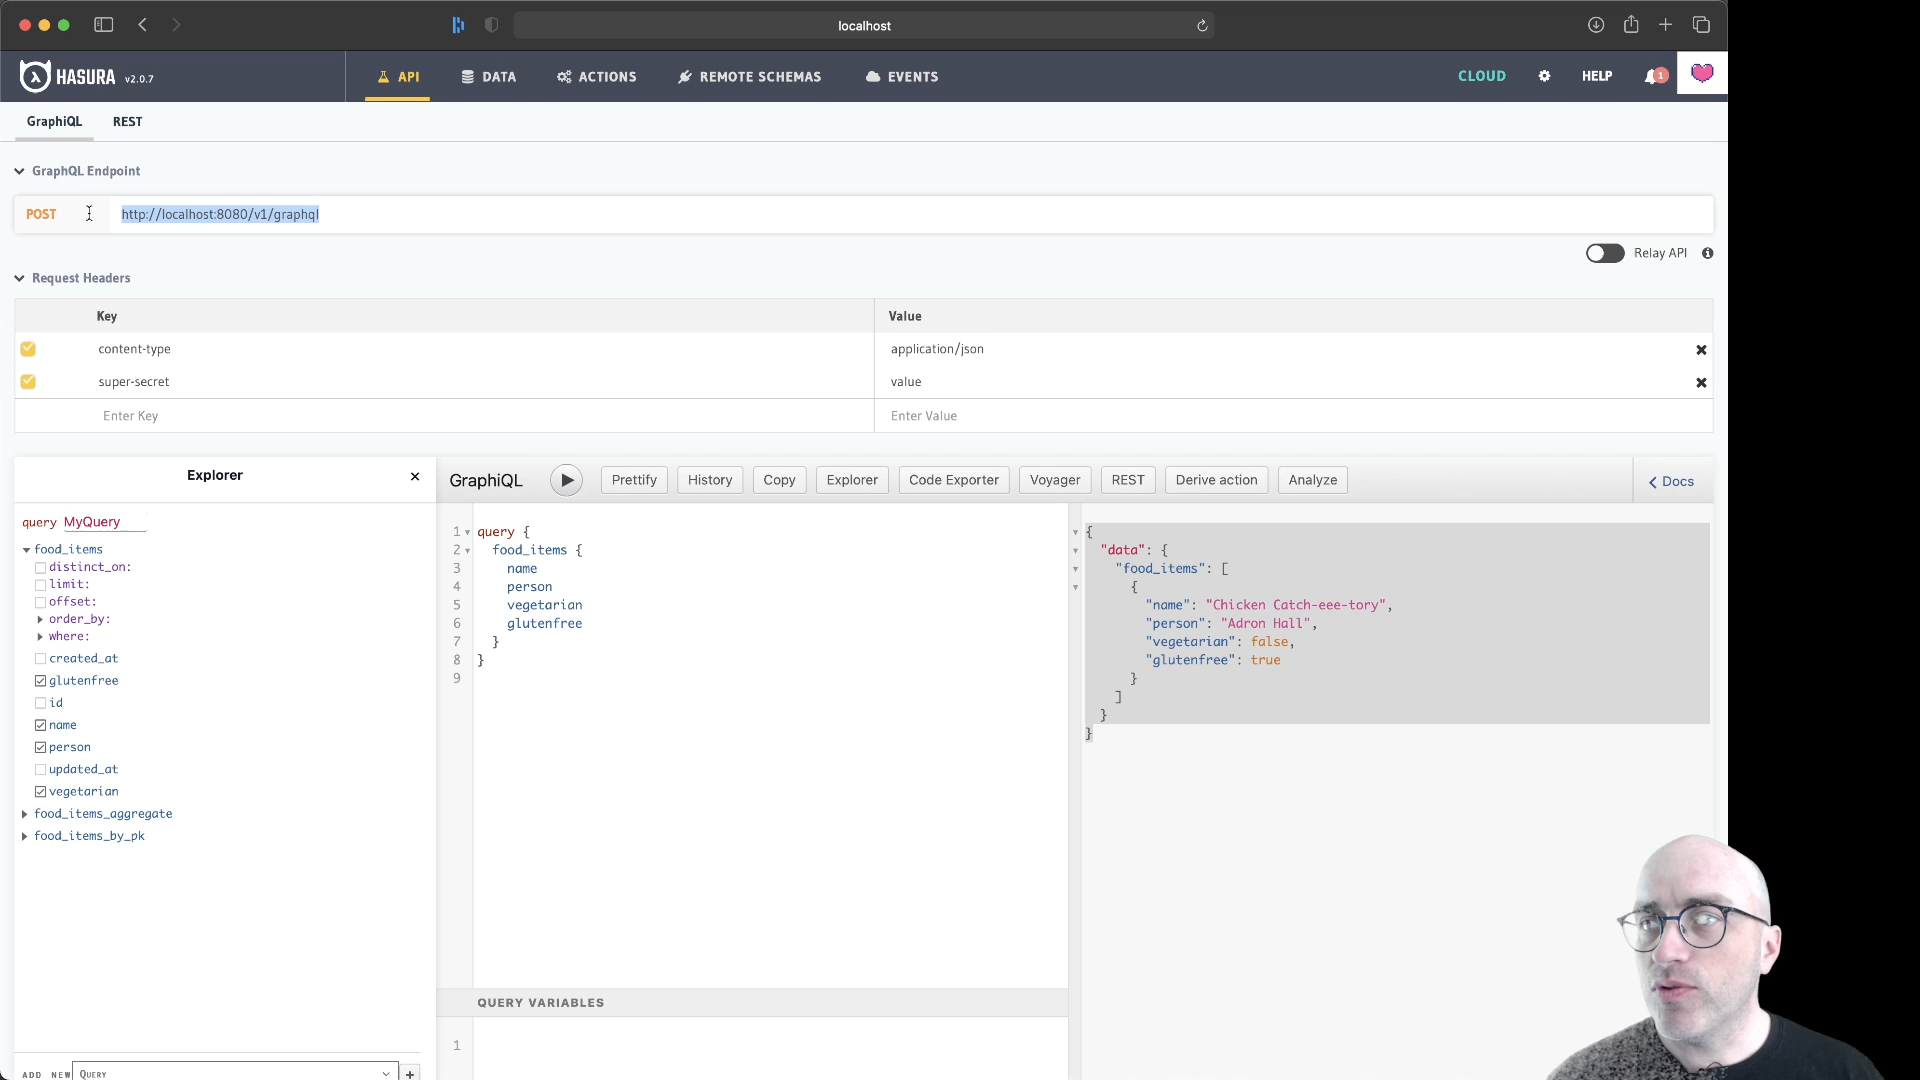 localhost
HASURA v2.0.7
API
DATA
ACTIONS
REMOTE SCHEMAS
EVENTS
CLOUD
HELP
1
GraphiQL
REST
GraphQL Endpoint
POST
http://localhost:8080/v1/graphql
Relay API
Request Headers
Key
Value
content-type
application/json
super-secret
value
Enter Key
Enter Value
Explorer
GraphiQL
Prettify
History
Copy
Explorer
Code Exporter
Voyager
REST
Derive action
Analyze
Docs
query MyQuery
food_items
distinct_on:
limit:
offset:
order_by:
where:
created_at
glutenfree
id
name
person
updated_at
vegetarian
food_items_aggregate
food_items_by_pk
ADD NEW
QUERY
+
1 query {
2 food_items {
3 name
4 person
5 vegetarian
6 glutenfree
7 }
8 }
9
QUERY VARIABLES
1
{
"data": {
"food_items": [
{
"name": "Chicken Catch-eee-tory",
"person": "Adron Hall",
"vegetarian": false,
"glutenfree": true
}
]
}
}